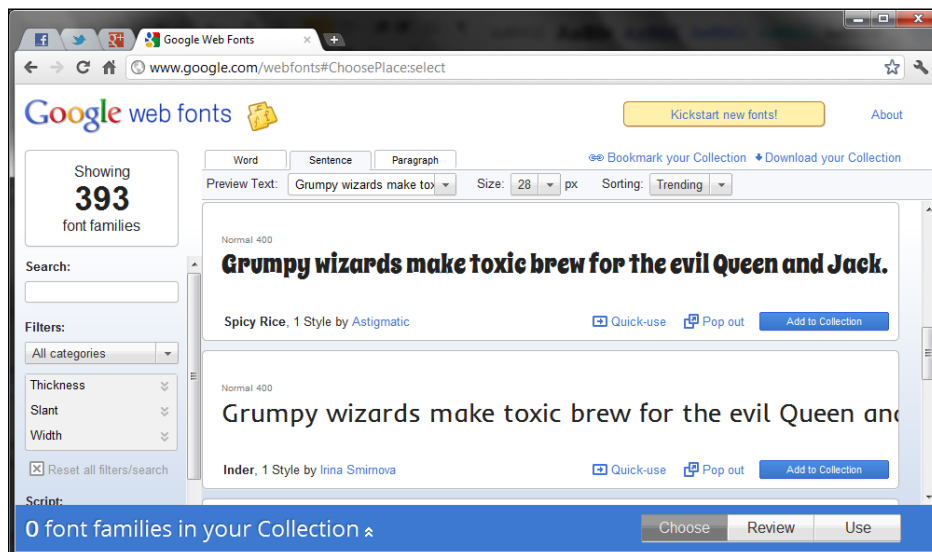 Google Web Fonts
www.google.com/webfonts#ChoosePlace:select
Google web fonts
Kickstart new fonts!
About
Showing
393
font families
Word
Sentence
Paragraph
Bookmark your Collection
Download your Collection
Preview Text:
Grumpy wizards make tox
Size:
28
px
Sorting:
Trending
Search:
Filters:
All categories
Thickness
Slant
Width
Reset all filters/search
Script:
Normal 400
Grumpy wizards make toxic brew for the evil Queen and Jack.
Spicy Rice, 1 Style by Astigmatic
Quick-use
Pop out
Add to Collection
Normal 400
Grumpy wizards make toxic brew for the evil Queen and
Inder, 1 Style by Irina Smirnova
Quick-use
Pop out
Add to Collection
0 font families in your Collection
Choose
Review
Use